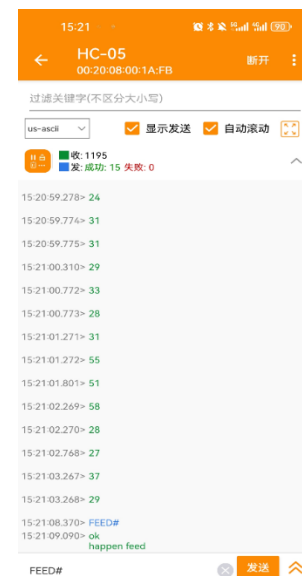 15:21
90
HC-05
断开
00:20:08:00:1A:FB
过滤关键字(不区分大小写)
us-ascii
显示发送
自动滚动
收: 1195
发: 成功: 15 失败: 0
15:20:59.278> 24
15:20:59.774> 31
15:20:59.775> 31
15:21:00.310> 29
15:21:00.772> 33
15:21:00.773> 28
15:21:01.271> 31
15:21:01.272> 55
15:21:01.801> 51
15:21:02.269> 58
15:21:02.270> 28
15:21:02.768> 27
15:21:03.267> 37
15:21:03.268> 29
15:21:08.370> FEED#
15:21:09.090> ok
happen feed
FEED#
发送